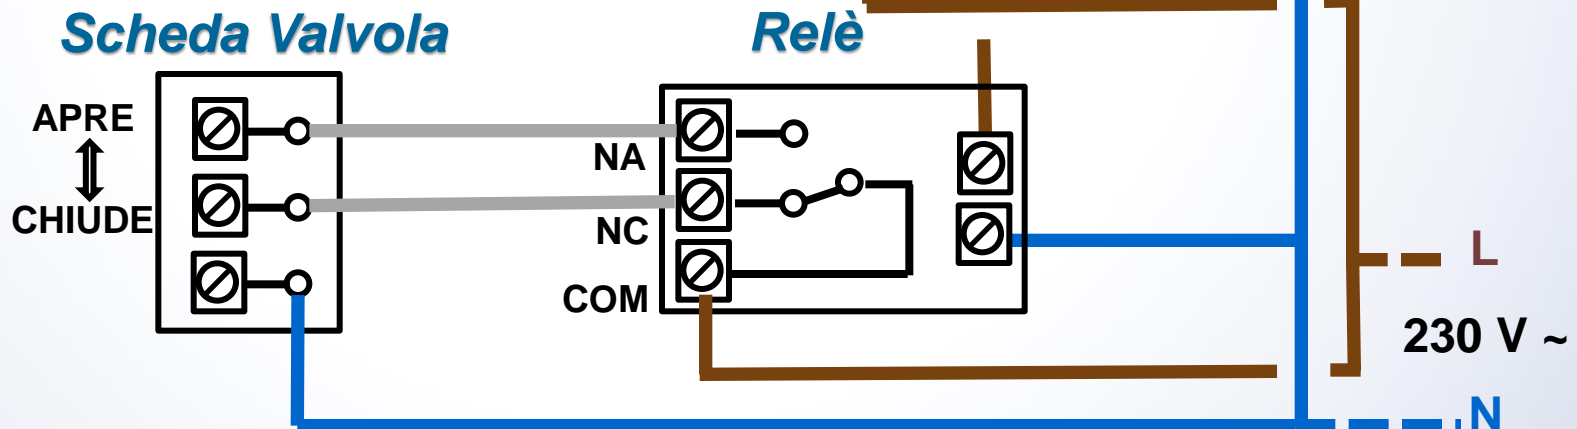 Scheda Valvola
Relè
APRE
CHIUDE
NA
NC
COM
L
230 V ~
N